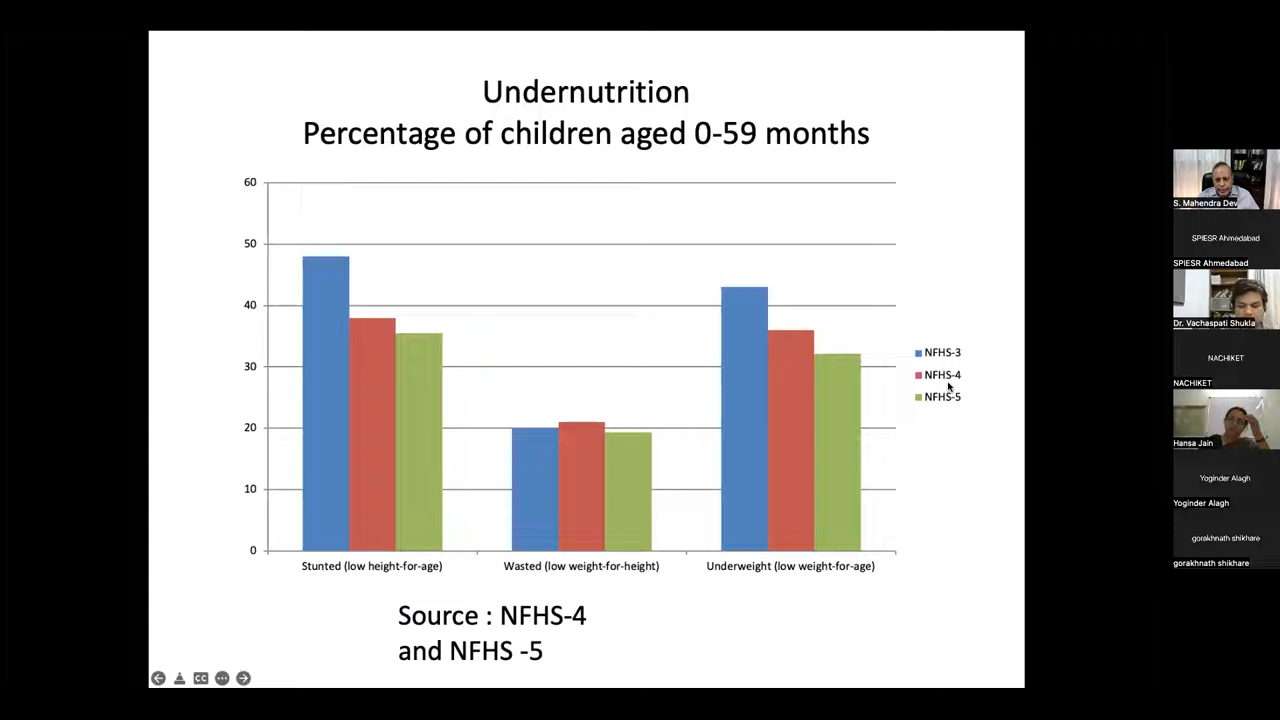 Undernutrition
Percentage of children aged 0-59 months
60
50
40
30
20
10
0
Stunted (low height-for-age)
Wasted (low weight-for-height)
Underweight (low weight-for-age)
NFHS-3
NFHS-4
NFHS-5
Source : NFHS-4
and NFHS -5
CC
S. Mahendra Dev
SPIESR Ahmedabad
SPIESR Ahmedabad
Dr. Vachaspati Shukla
NACHIKET
NACHIKET
Hansa Jain
Yoginder Alagh
Yoginder Alagh
gorakhnath shikhare
gorakhnath shikhare